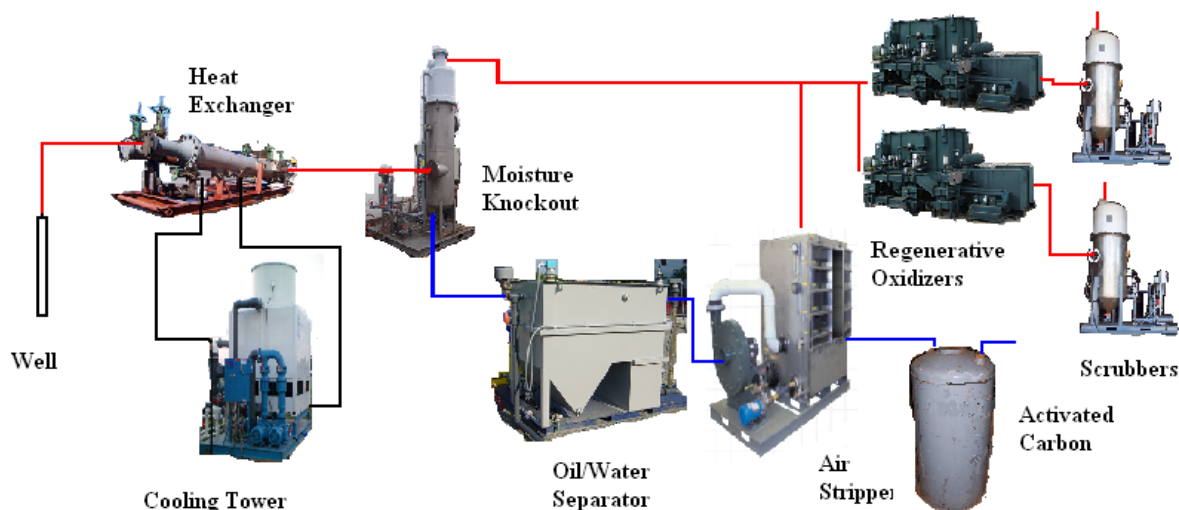 Heat
Exchanger
Moisture
Knockout
Regenerative
Oxidizers
Well
Scrubbers
Activated
Carbon
Oil/Water
Separator
Air
Stripper
Cooling Tower